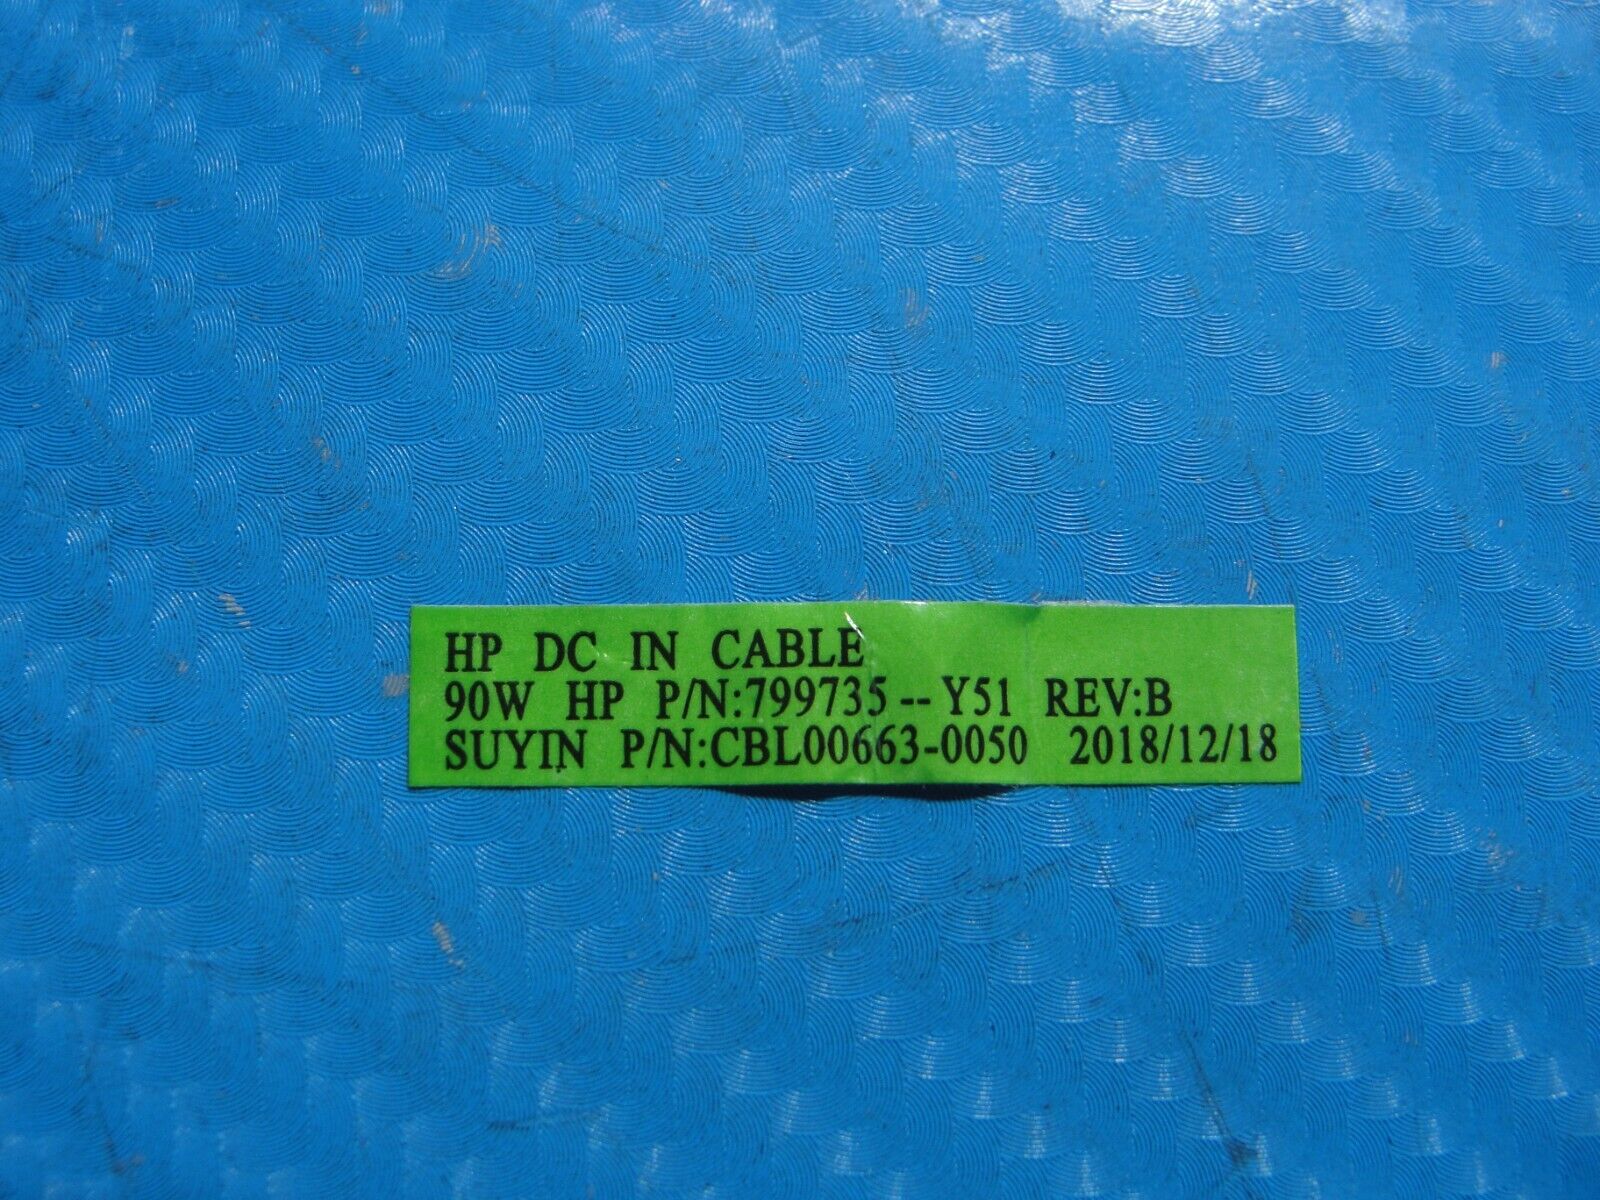 HP DC IN CABLE
90W HP P/N:799735--Y51 REV:B
SUYIN P/N:CBL00663-0050 2018/12/18